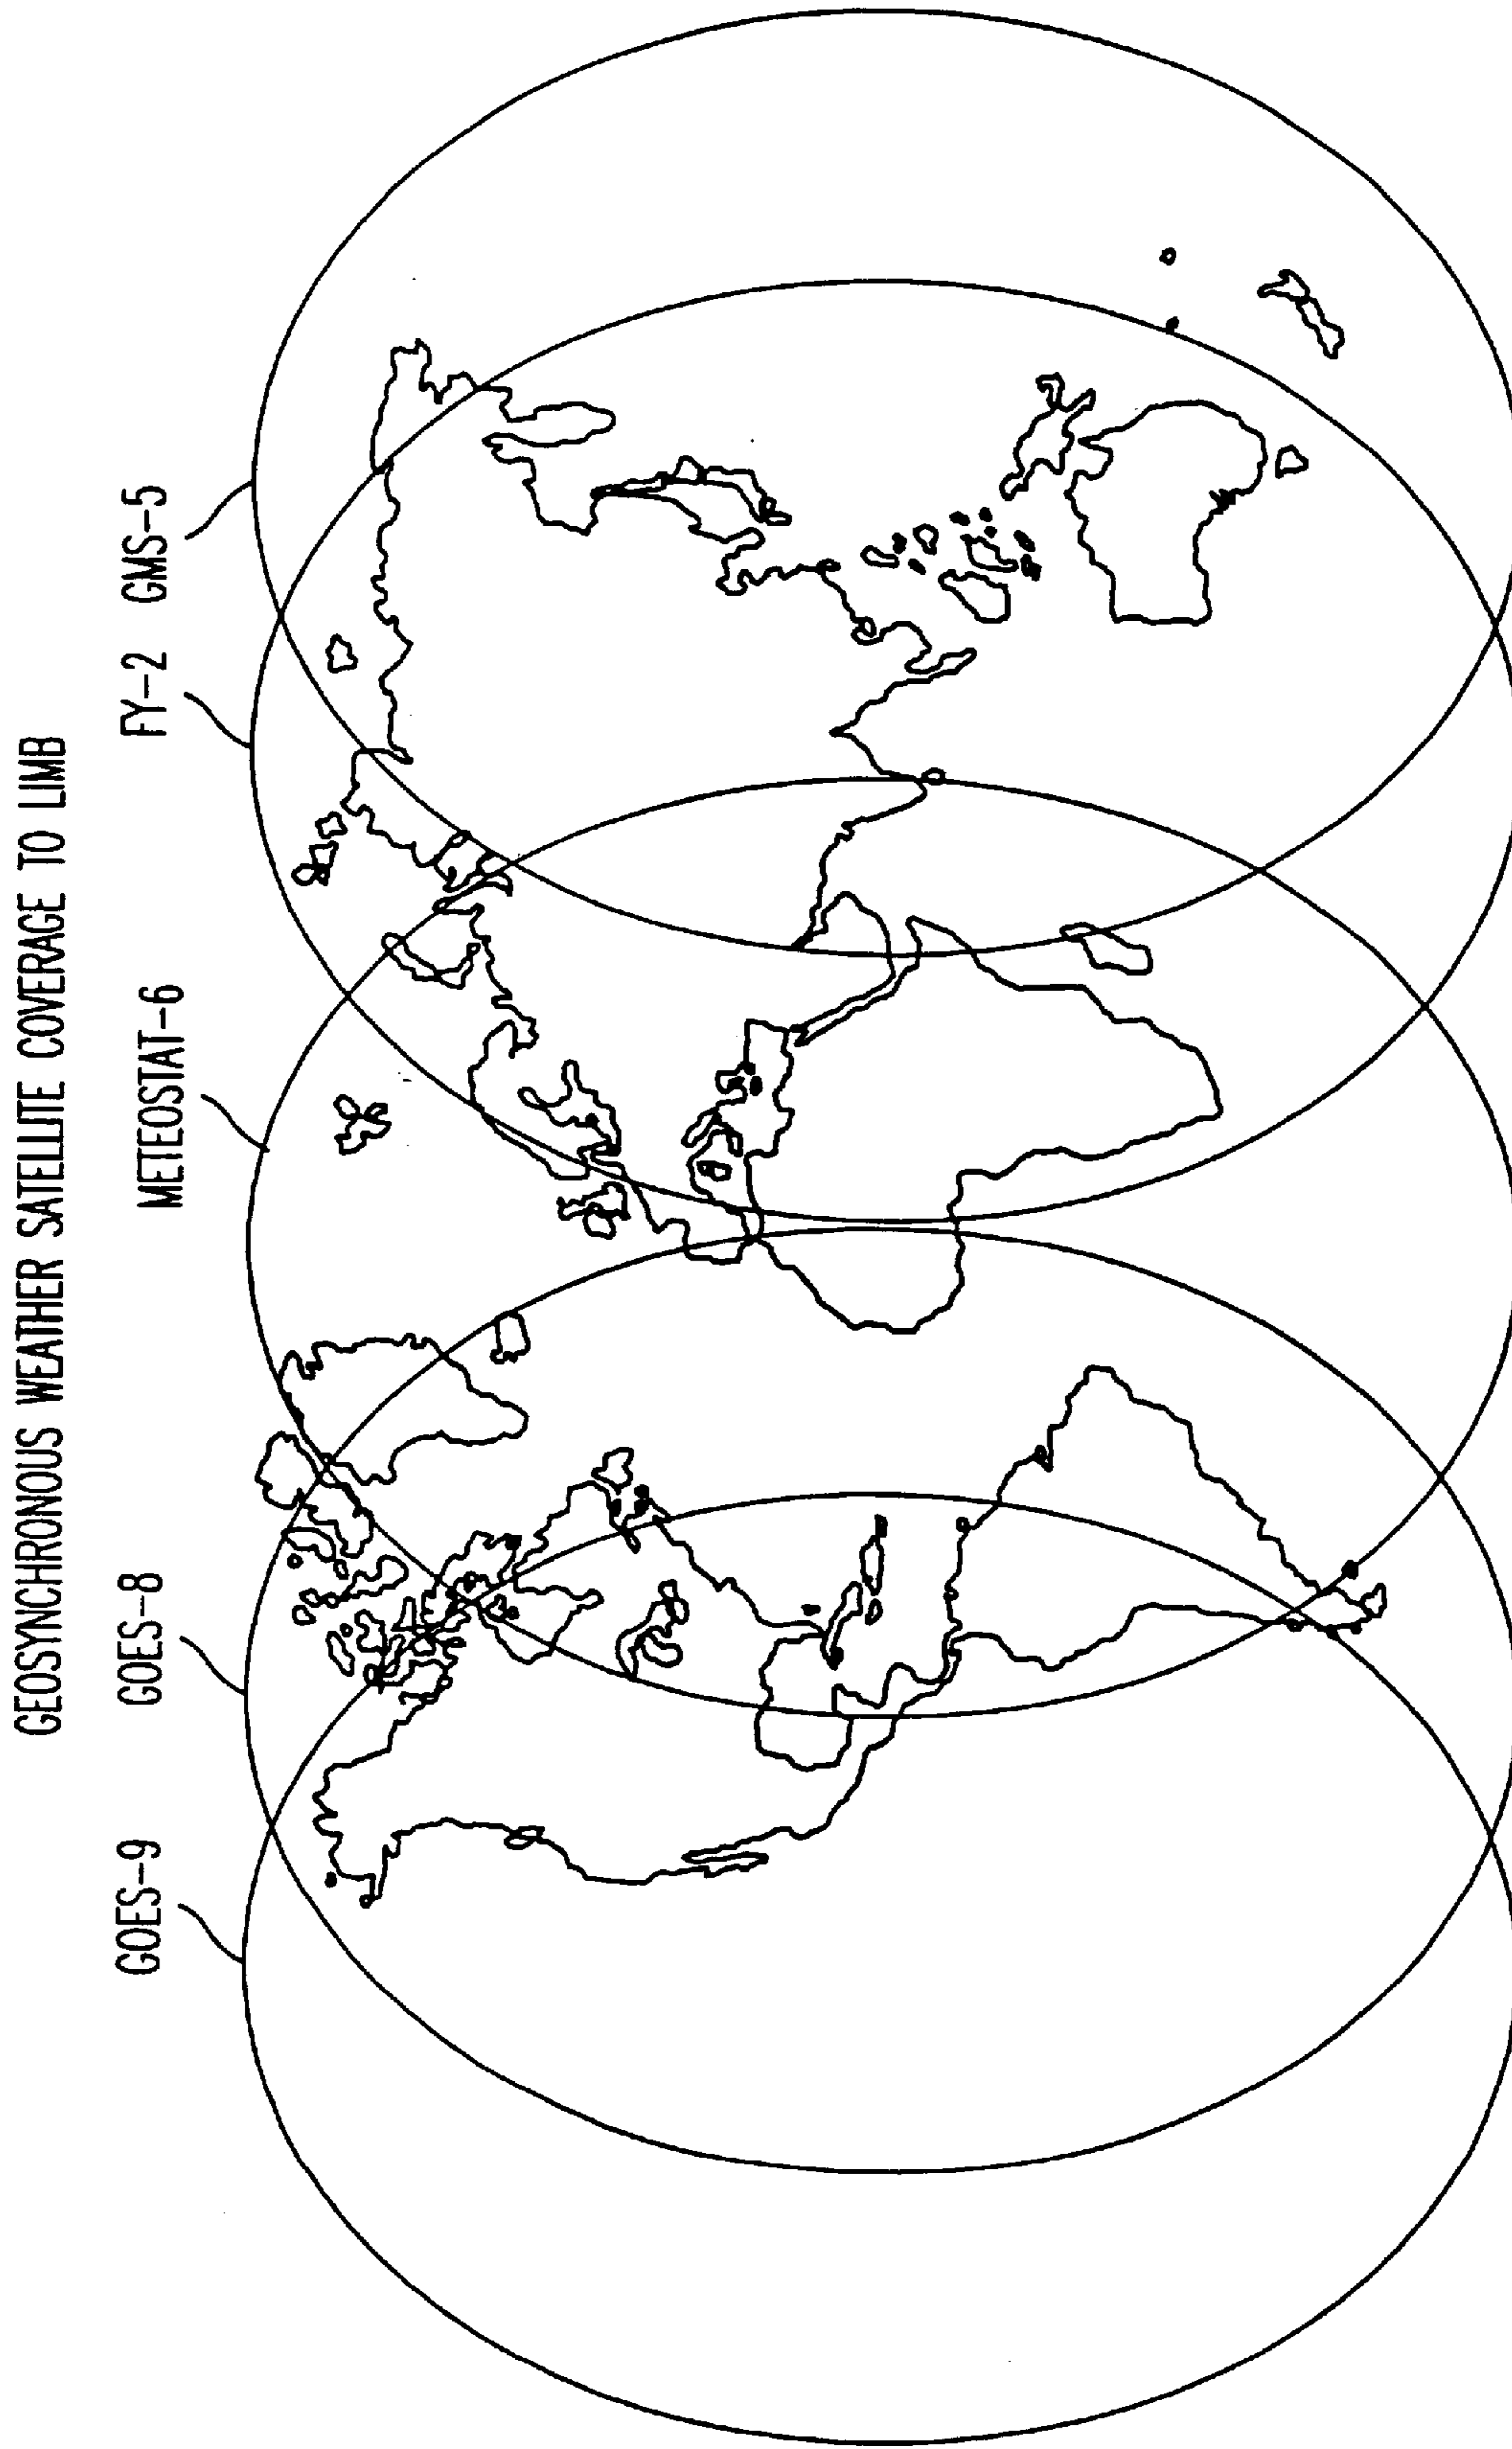 GEOSYNCHRONOUS WEATHER SATELLITE COVERAGE TO LIMB
GOES-9
GOES-8
METEOSTAT-6
FY-2
GMS-5